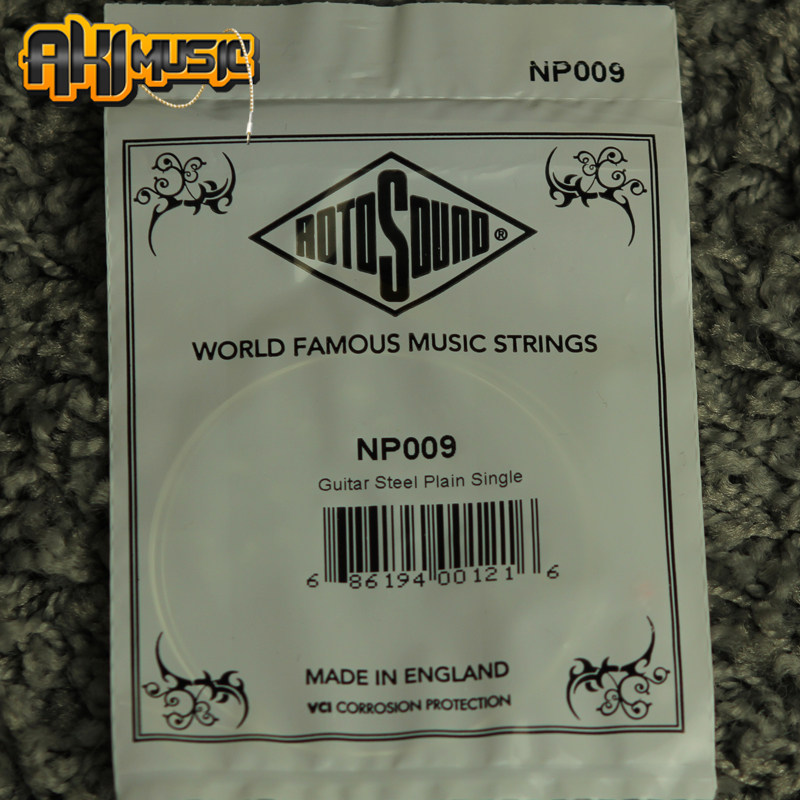 AKI MUSIC
NP009
ROTOSOUND®
WORLD FAMOUS MUSIC STRINGS
NP009
Guitar Steel Plain Single
6 86194 00121 6
MADE IN ENGLAND
VCI CORROSION PROTECTION